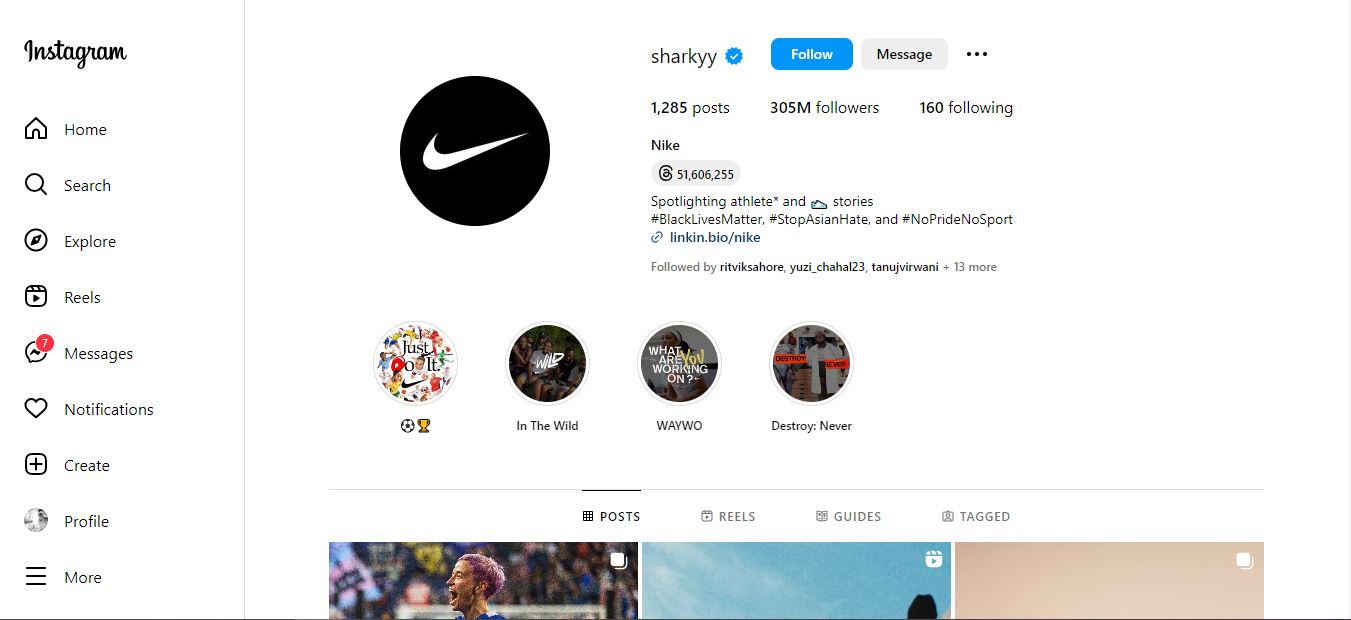 Instagram
Home
Search
Explore
Reels
7
Messages
Notifications
Create
Profile
More
sharkyy
Follow
Message
1,285 posts
305M followers
160 following
Nike
51,606,255
Spotlighting athlete* and 👟 stories
#BlackLivesMatter, #StopAsianHate, and #NoPrideNoSport
linkin.bio/nike
Followed by ritviksahore, yuzi_chahal23, tanujvirwani + 13 more
Just
Do It.
WILD
WHAT
ARE YOU
WORKING
ON?
DESTROY:
NEVER
⚽🏆
In The Wild
WAYWO
Destroy: Never
POSTS
REELS
GUIDES
TAGGED